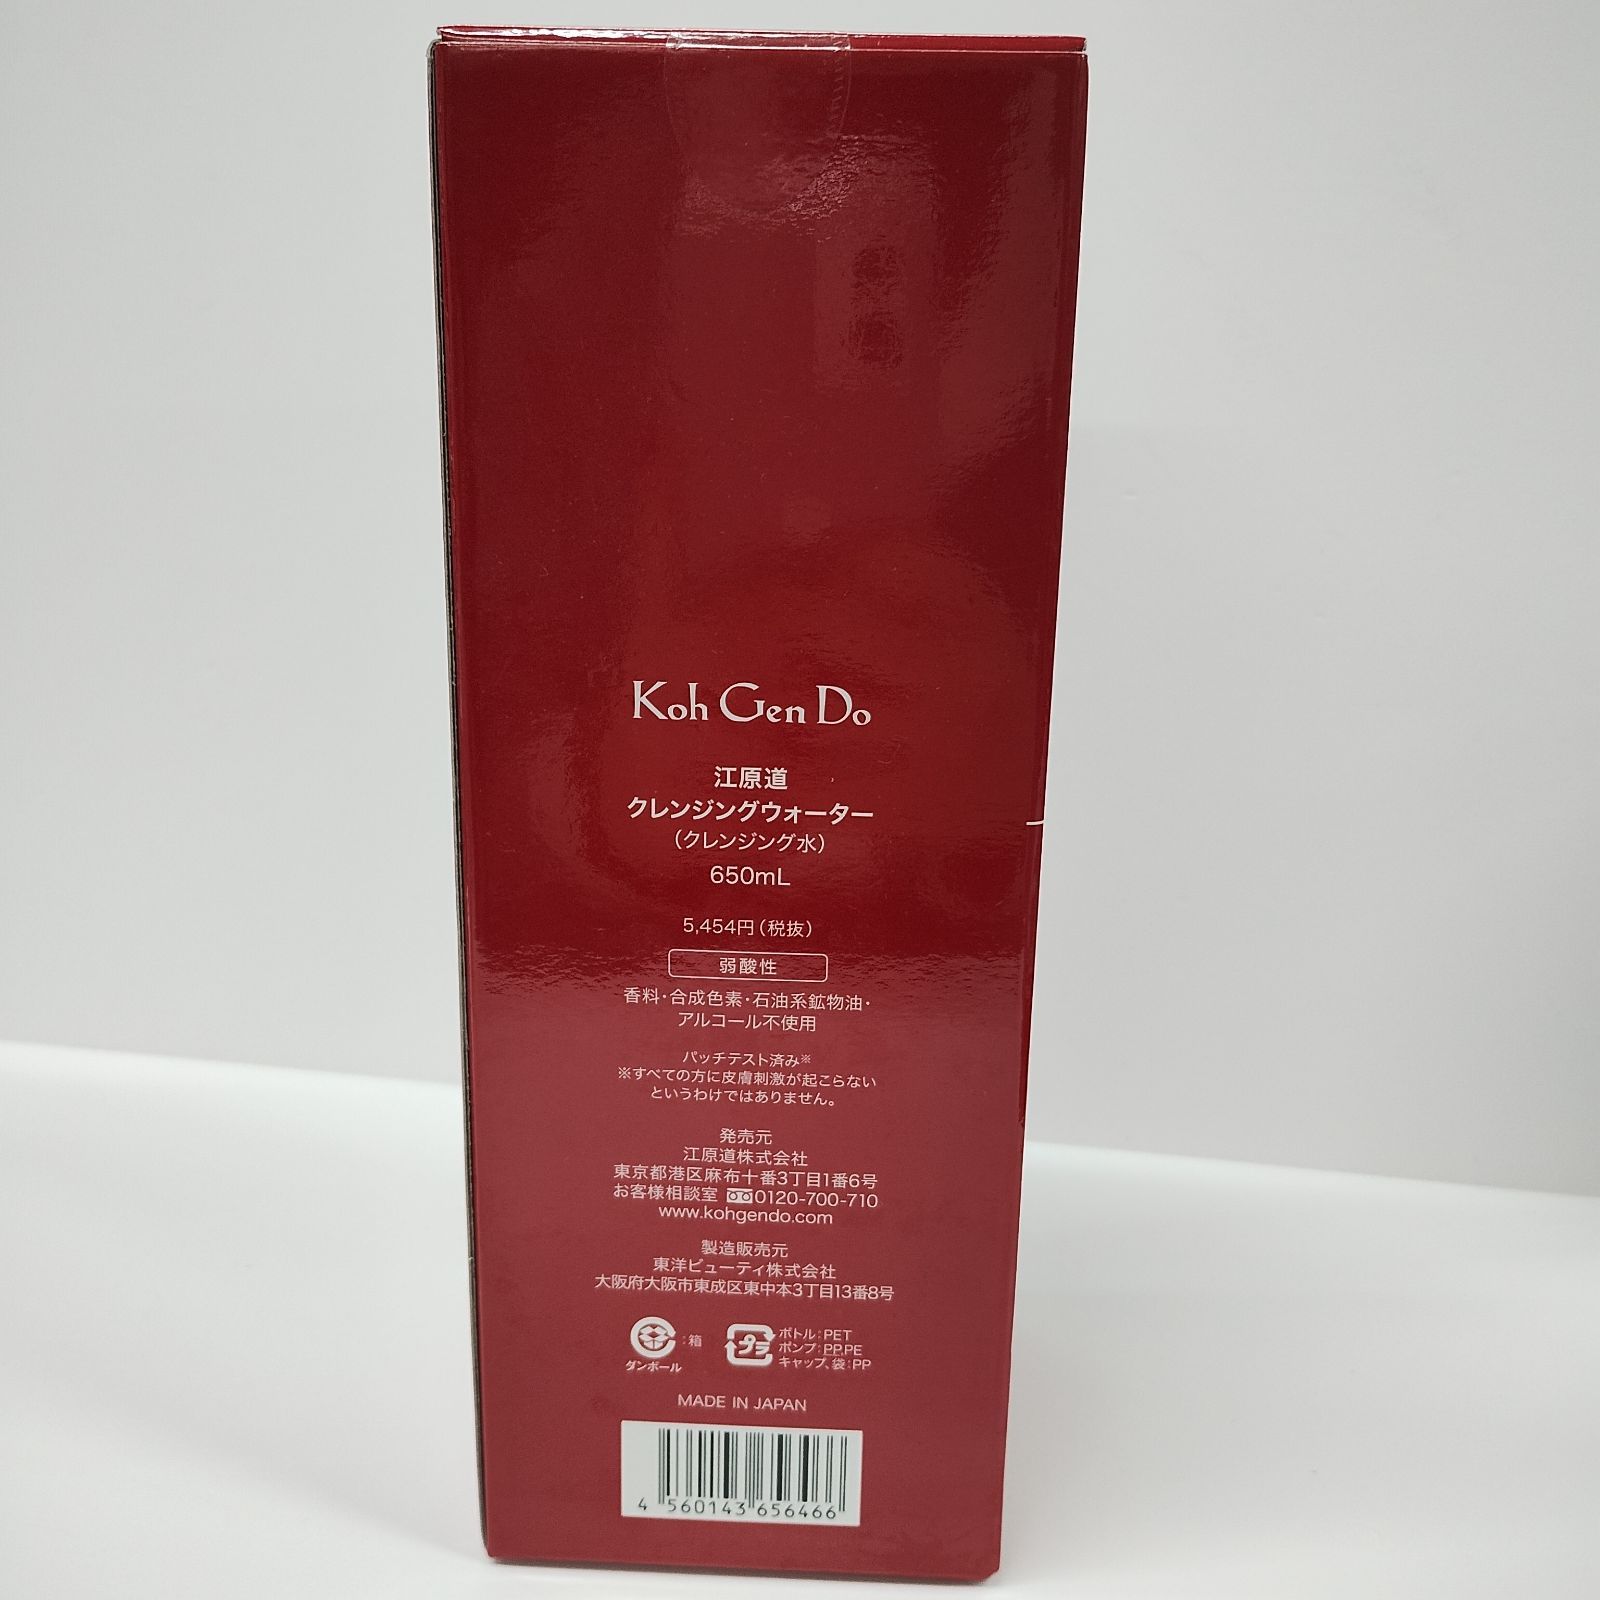 Koh Gen Do
江原道
クレンジングウォーター
(クレンジング水)
650mL
5,454円(税抜)
弱酸性
香料・合成色素・石油系鉱物油・
アルコール不使用
パッチテスト済み※
※すべての方に皮膚刺激が起こらない
というわけではありません。
発売元
江原道株式会社
東京都港区麻布十番3丁目1番6号
お客様相談室 0120-700-710
www.kohgendo.com
製造販売元
東洋ビューティ株式会社
大阪府大阪市東成区東中本3丁目13番8号
ダンボール :箱
プラ ボトル:PET
ポンプ:PP,PE
キャップ、袋:PP
MADE IN JAPAN
4 560143 656466